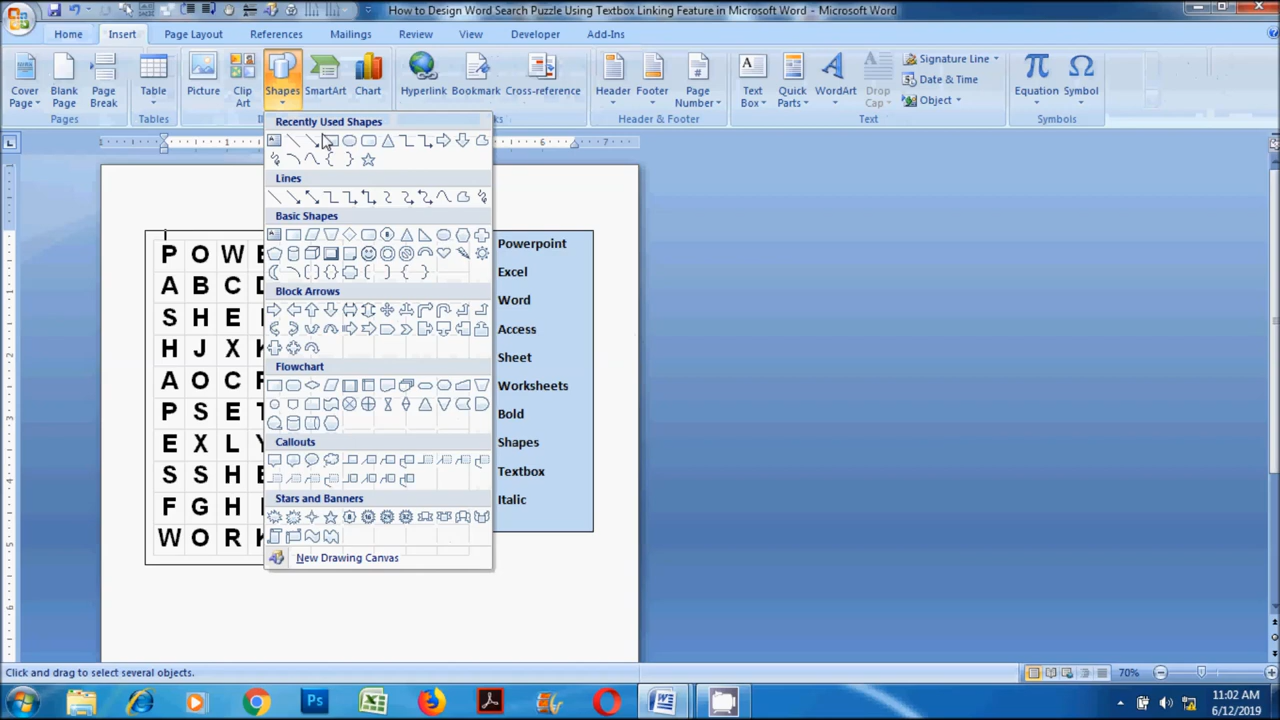 How to Design Word Search Puzzle Using Textbox Linking Feature in Microsoft Word - Microsoft Word
Home Insert Page Layout References Mailings Review View Developer Add-Ins
Cover Page Blank Page Page Break Table Picture Clip Art Shapes SmartArt Chart Hyperlink Bookmark Cross-reference Header Footer Page Number Text Box Quick Parts WordArt Drop Cap Signature Line Date & Time Object Equation Symbol
Pages Tables Header & Footer Text Symbols
Recently Used Shapes
Lines
Basic Shapes
Block Arrows
Flowchart
Callouts
Stars and Banners
New Drawing Canvas
P O W E
A B C D
S H E
H J X K
A O C
P S E T
E X L Y
S S H E
F G H
W O R K
Powerpoint
Excel
Word
Access
Sheet
Worksheets
Bold
Shapes
Textbox
Italic
Click and drag to select several objects. 70%
11:02 AM
6/12/2019